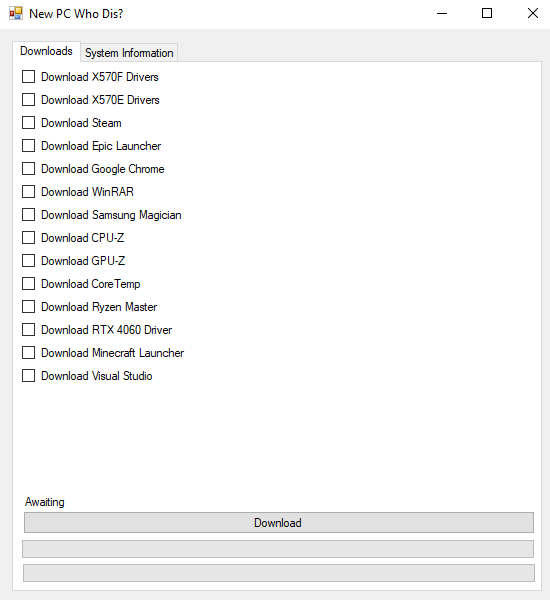 New PC Who Dis?
Downloads
System Information
Download X570F Drivers
Download X570E Drivers
Download Steam
Download Epic Launcher
Download Google Chrome
Download WinRAR
Download Samsung Magician
Download CPU-Z
Download GPU-Z
Download CoreTemp
Download Ryzen Master
Download RTX 4060 Driver
Download Minecraft Launcher
Download Visual Studio
Awaiting
Download